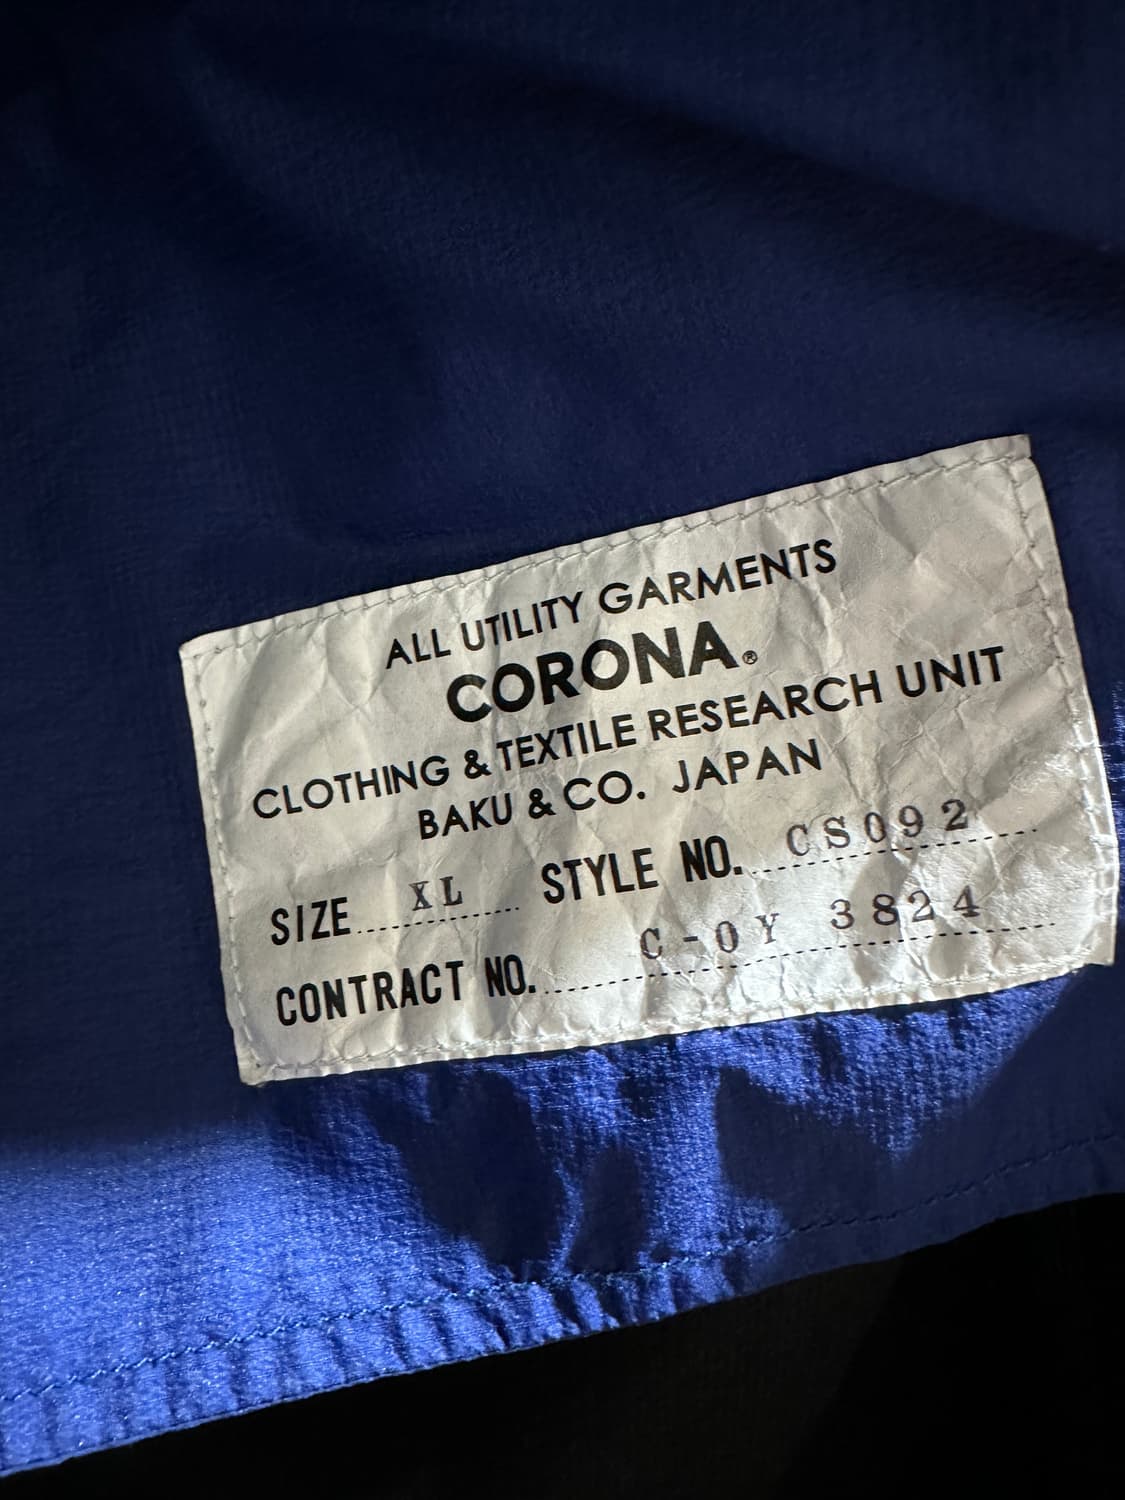 ALL UTILITY GARMENTS
CORONA®
CLOTHING & TEXTILE RESEARCH UNIT
BAKU & CO. JAPAN
SIZE XL STYLE NO. CS092
CONTRACT NO. C-0Y 3824